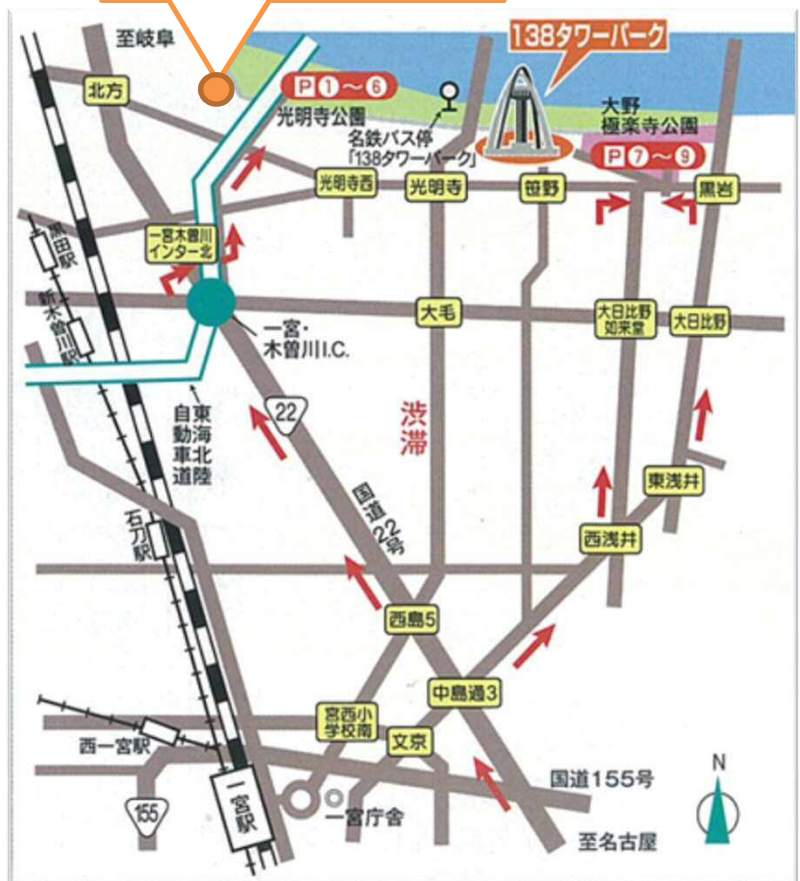 至岐阜
138タワーパーク
北方
P①〜⑥
光明寺公園
名鉄バス停
「138タワーパーク」
大野
極楽寺公園
P⑦〜⑨
光明寺西
光明寺
笹野
黒岩
黒田駅
一宮木曽川
インター北
新木曽川駅
大毛
大日比野
如来堂
大日比野
一宮・
木曽川I.C.
22
東海北陸
自動車道
渋滞
国道22号
東浅井
西浅井
石刀駅
西島5
中島通3
宮西小
学校南
文京
西一宮駅
一宮駅
155
一宮庁舎
国道155号
至名古屋
N